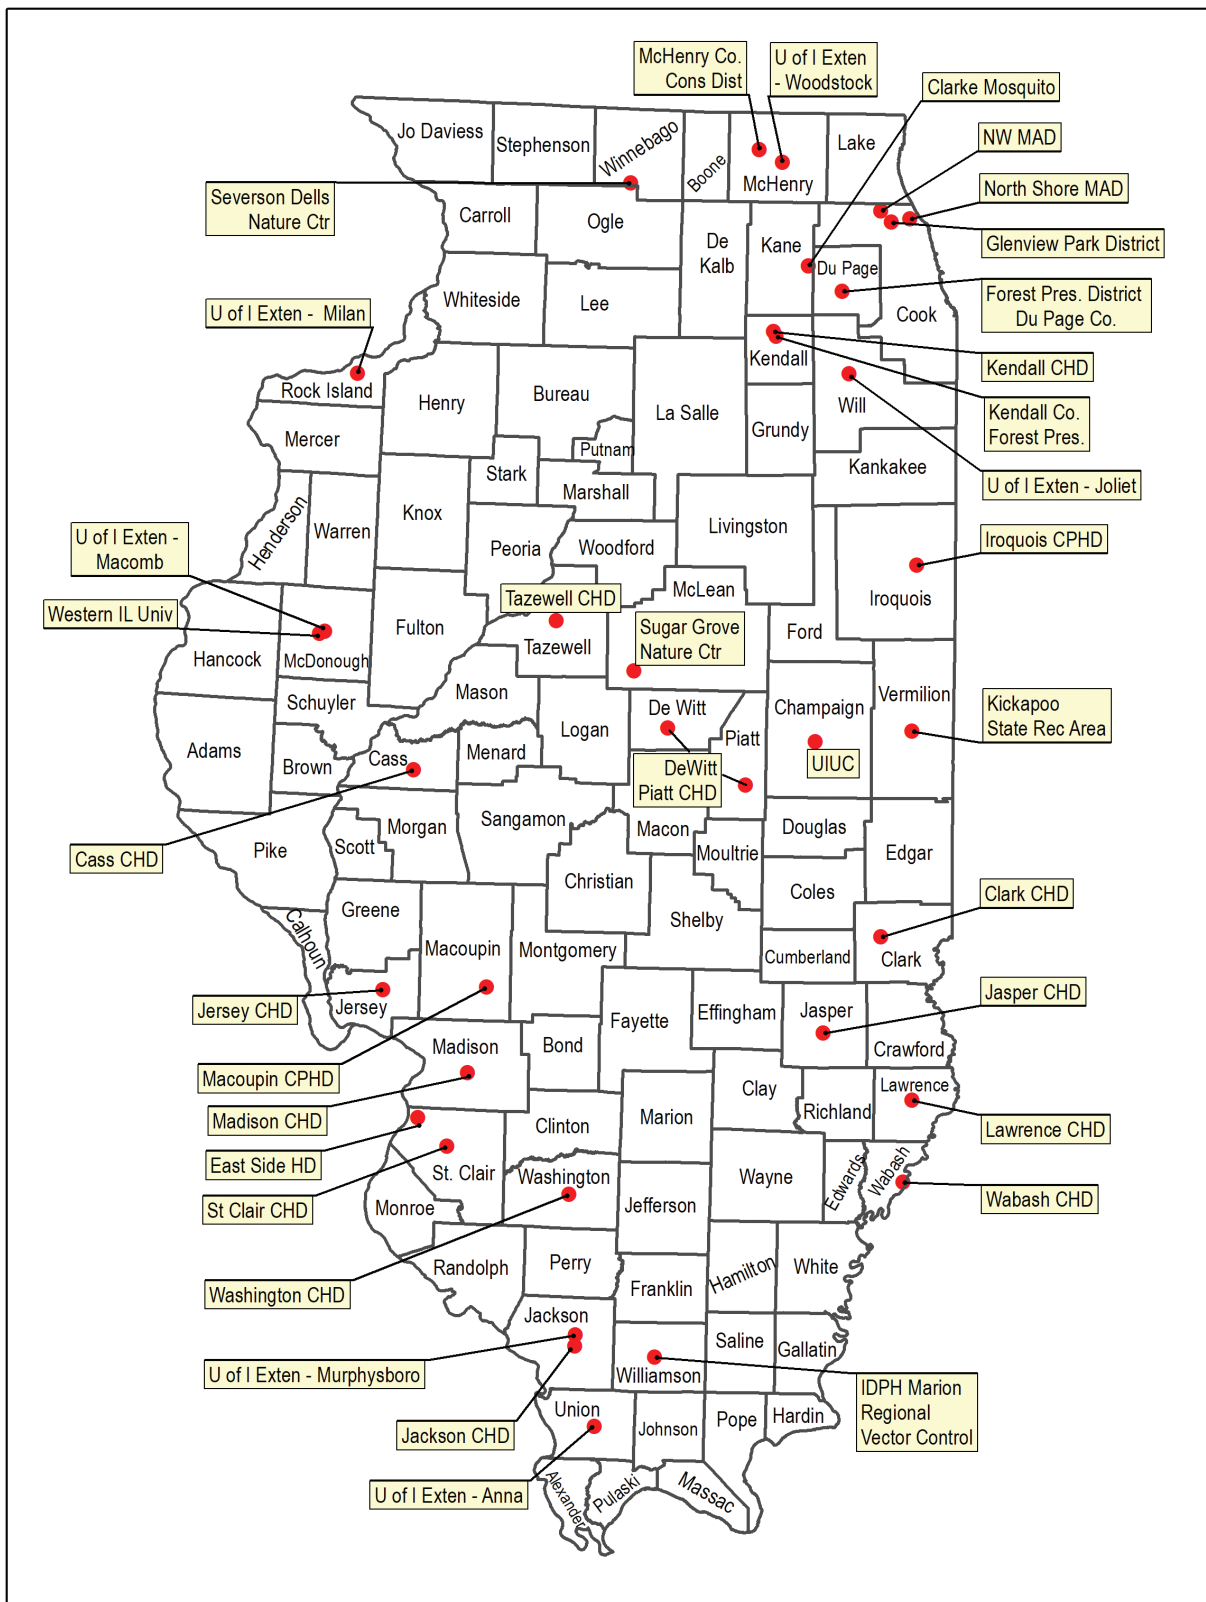 McHenry Co.
Cons Dist
U of I Exten
- Woodstock
Clarke Mosquito
Jo Daviess
Stephenson
Winnebago
Boone
McHenry
Lake
NW MAD
North Shore MAD
Severson Dells
Nature Ctr
Carroll
Ogle
De
Kalb
Kane
Glenview Park District
Du Page
Forest Pres. District
Du Page Co.
Whiteside
Lee
Cook
U of I Exten -  Milan
Kendall
Kendall CHD
Rock Island
Henry
Bureau
La Salle
Will
Kendall Co.
Forest Pres.
Mercer
Putnam
Grundy
Stark
Kankakee
U of I Exten - Joliet
Marshall
Henderson
Warren
Knox
Peoria
Woodford
Livingston
Iroquois CPHD
U of I Exten -
Macomb
Tazewell CHD
McLean
Iroquois
Western IL Univ
Fulton
Tazewell
Sugar Grove
Nature Ctr
Ford
Hancock
McDonough
Schuyler
Mason
Vermilion
Kickapoo
State Rec Area
De Witt
Champaign
Logan
Piatt
Adams
Brown
Cass
Menard
DeWitt
Piatt CHD
UIUC
Sangamon
Morgan
Macon
Douglas
Cass CHD
Pike
Scott
Moultrie
Edgar
Christian
Coles
Clark CHD
Greene
Calhoun
Shelby
Macoupin
Montgomery
Cumberland
Clark
Jersey CHD
Jersey
Jasper CHD
Effingham
Jasper
Fayette
Madison
Bond
Crawford
Macoupin CPHD
Clay
Lawrence
Madison CHD
Richland
Clinton
Marion
Lawrence CHD
East Side HD
St. Clair
Washington
Wayne
Edwards
Wabash
St Clair CHD
Monroe
Jefferson
Wabash CHD
Randolph
Perry
Hamilton
White
Washington CHD
Franklin
Jackson
Saline
Gallatin
U of I Exten - Murphysboro
Williamson
IDPH Marion
Regional
Vector Control
Union
Johnson
Pope
Hardin
Jackson CHD
U of I Exten - Anna
Alexander
Pulaski
Massac